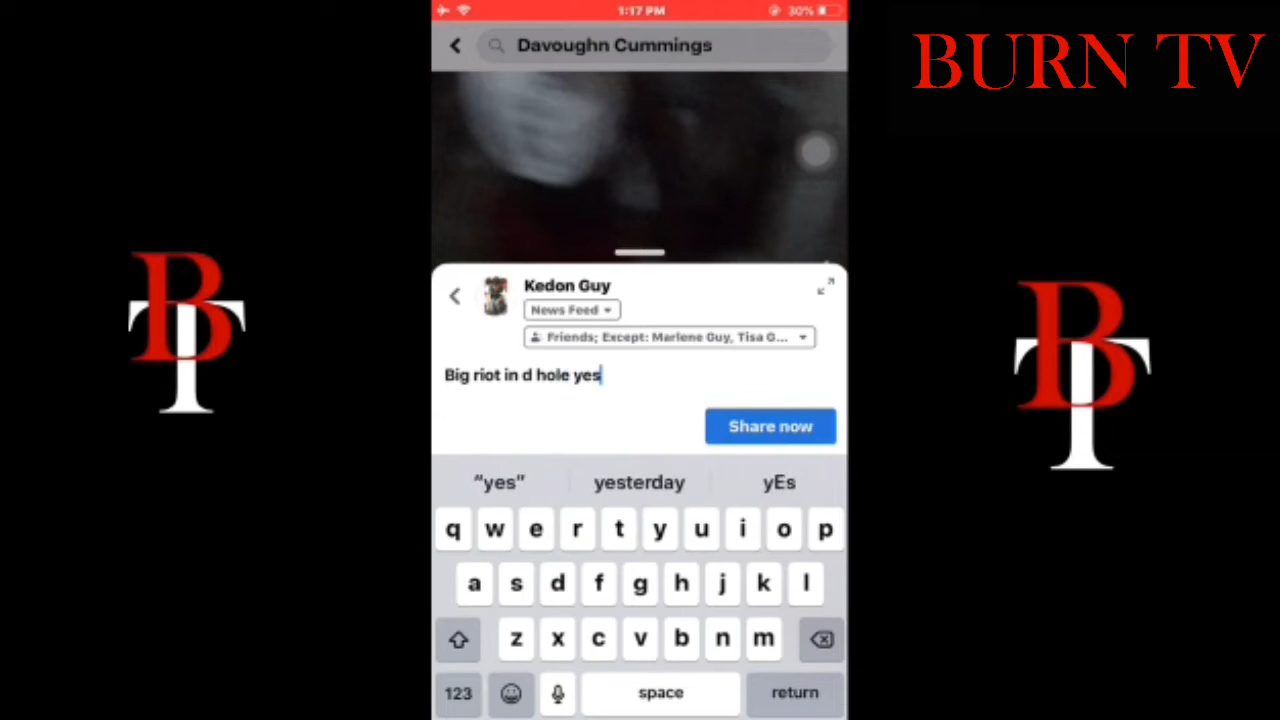 1:17 PM
30%
Davoughn Cummings
BURN TV
BT
BT
Kedon Guy
News Feed
Friends; Except: Marlene Guy, Tisa G...
Big riot in d hole yes
Share now
“yes”
yesterday
yEs
q w e r t y u i o p
a s d f g h j k l
z x c v b n m
123
space
return